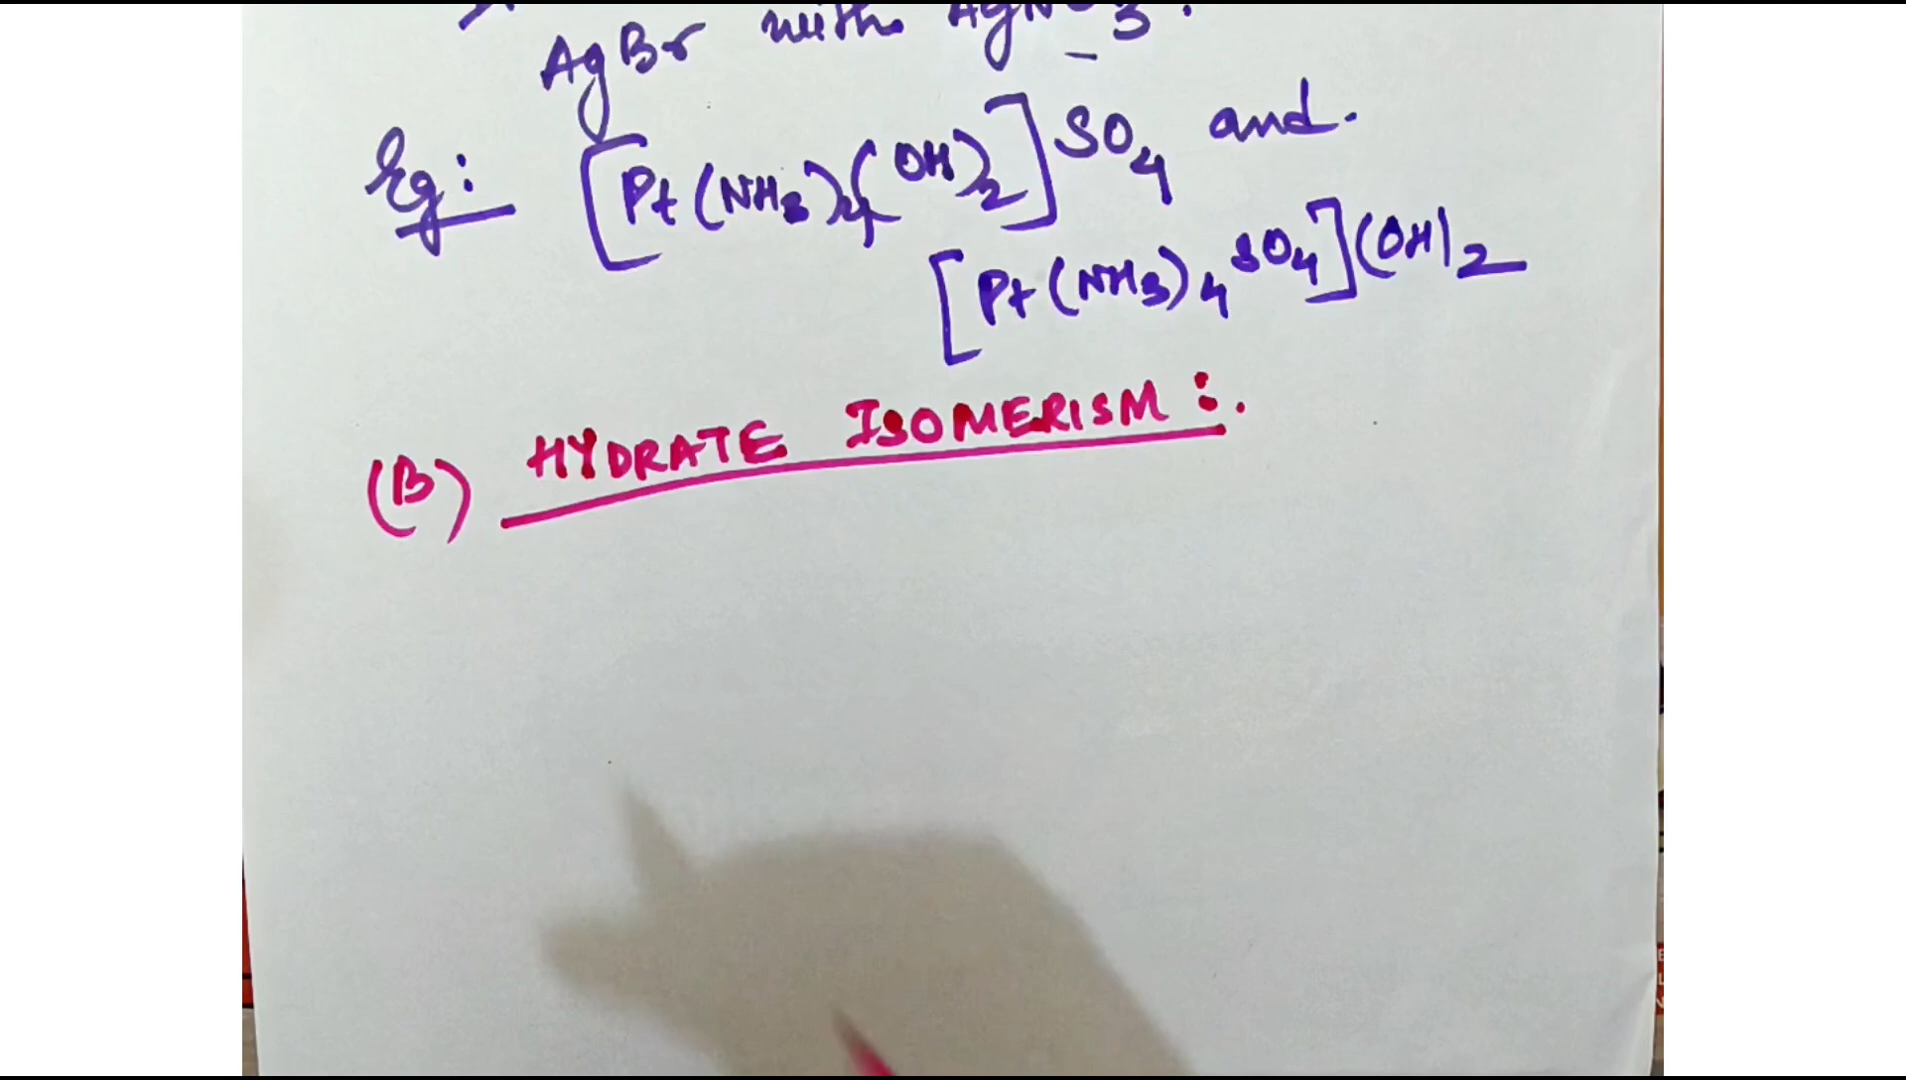 AgBr with AgNO3.
Eg: [Pt(NH3)4(OH)2]SO4 and.
[Pt(NH3)4SO4](OH)2
(B) HYDRATE ISOMERISM :.